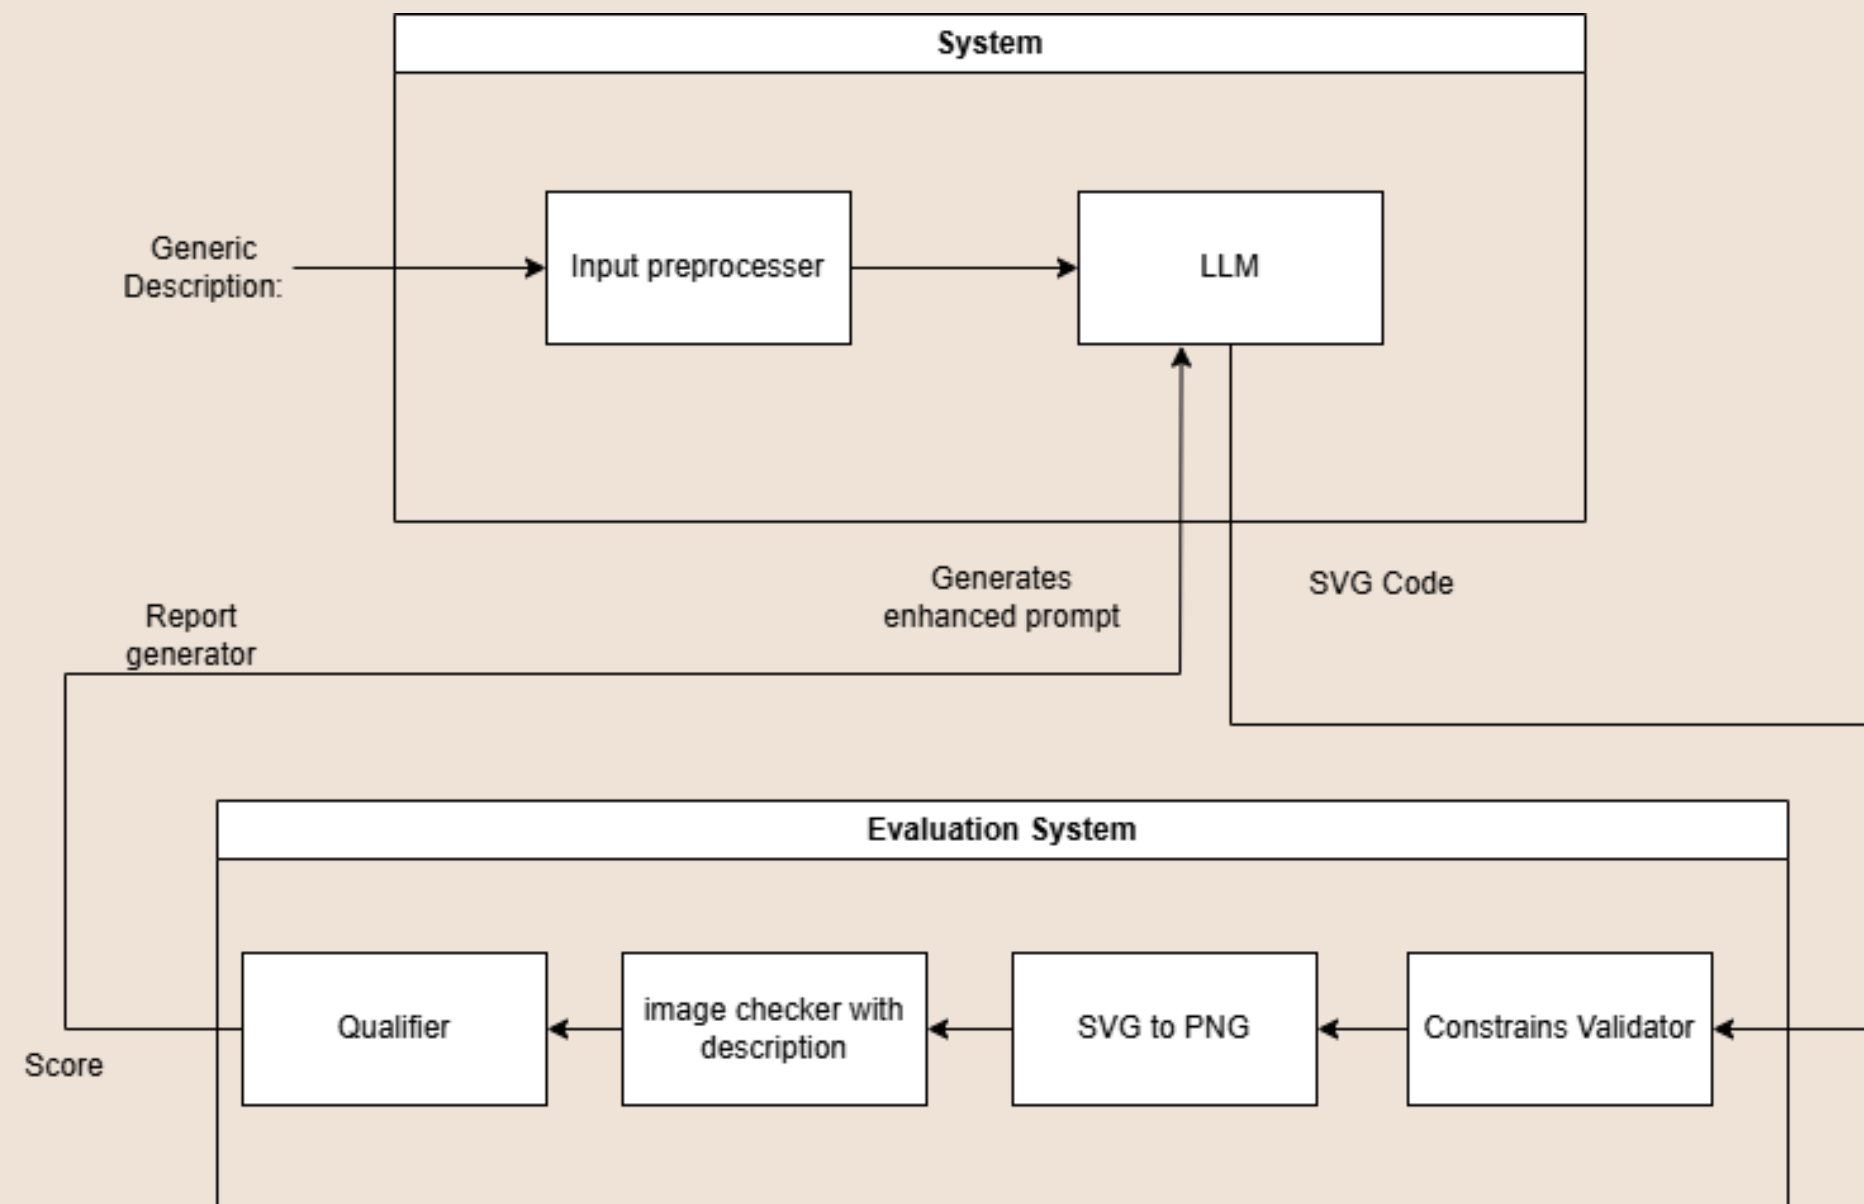 System
Generic
Description:
Input preprocesser
LLM
Generates
enhanced prompt
SVG Code
Report
generator
Evaluation System
Qualifier
image checker with
description
SVG to PNG
Constrains Validator
Score